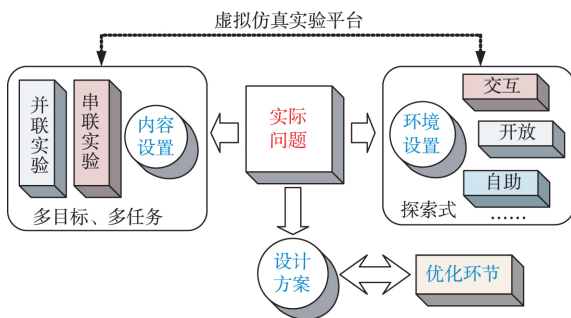 虚拟仿真实验平台
并联实验
串联实验
内容
设置
多目标、多任务
实际
问题
环境
设置
交互
开放
自助
……
探索式
设计
方案
优化环节